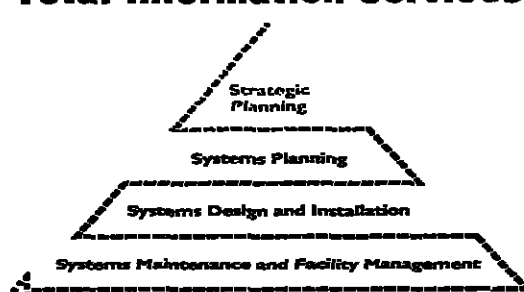 Total Information Services
Strategic
Planning
Systems Planning
Systems Design and Installation
Systems Maintenance and Facility Management